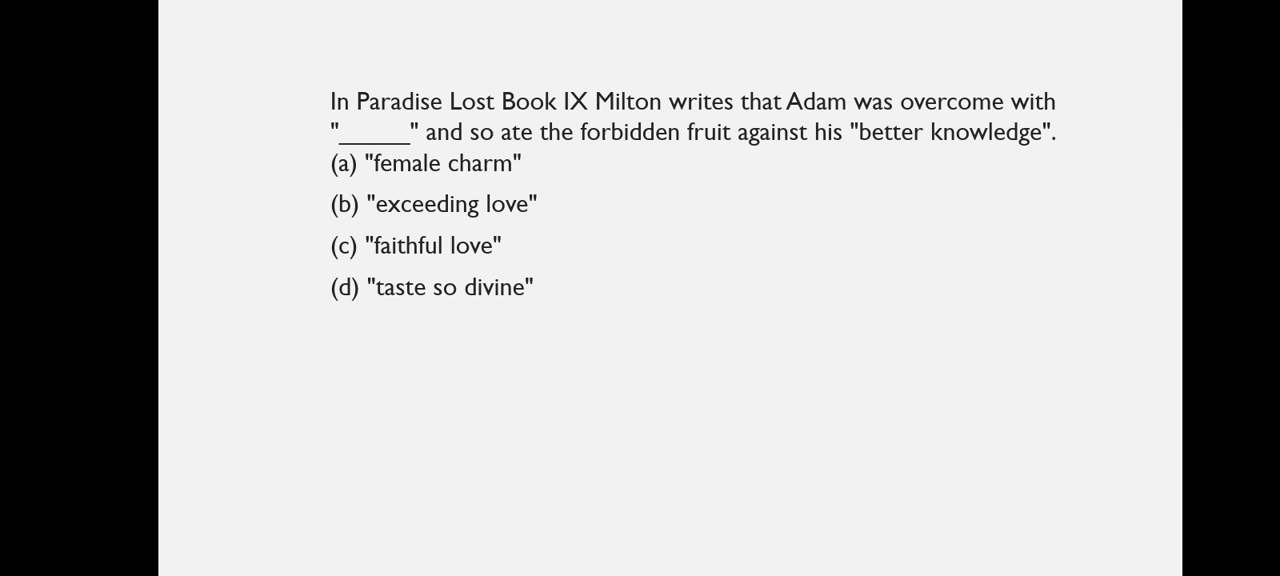 In Paradise Lost Book IX Milton writes that Adam was overcome with
"_____" and so ate the forbidden fruit against his "better knowledge".
(a) "female charm"
(b) "exceeding love"
(c) "faithful love"
(d) "taste so divine"